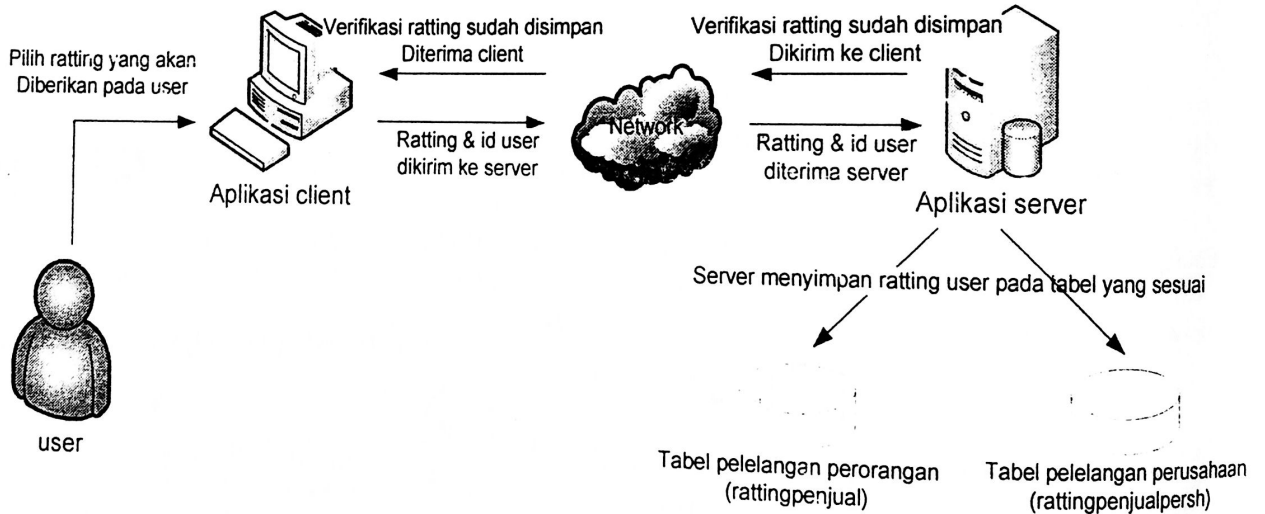 Verifikasi ratting sudah disimpan
Diterima client
Verifikasi ratting sudah disimpan
Dikirim ke client
Pilih ratting yang akan
Diberikan pada user
Network
Ratting & id user
dikirim ke server
Ratting & id user
diterima server
Aplikasi client
Aplikasi server
Server menyimpan ratting user pada tabel yang sesuai
user
Tabel pelelangan perorangan
(rattingpenjual)
Tabel pelelangan perusahaan
(rattingpenjualpersh)